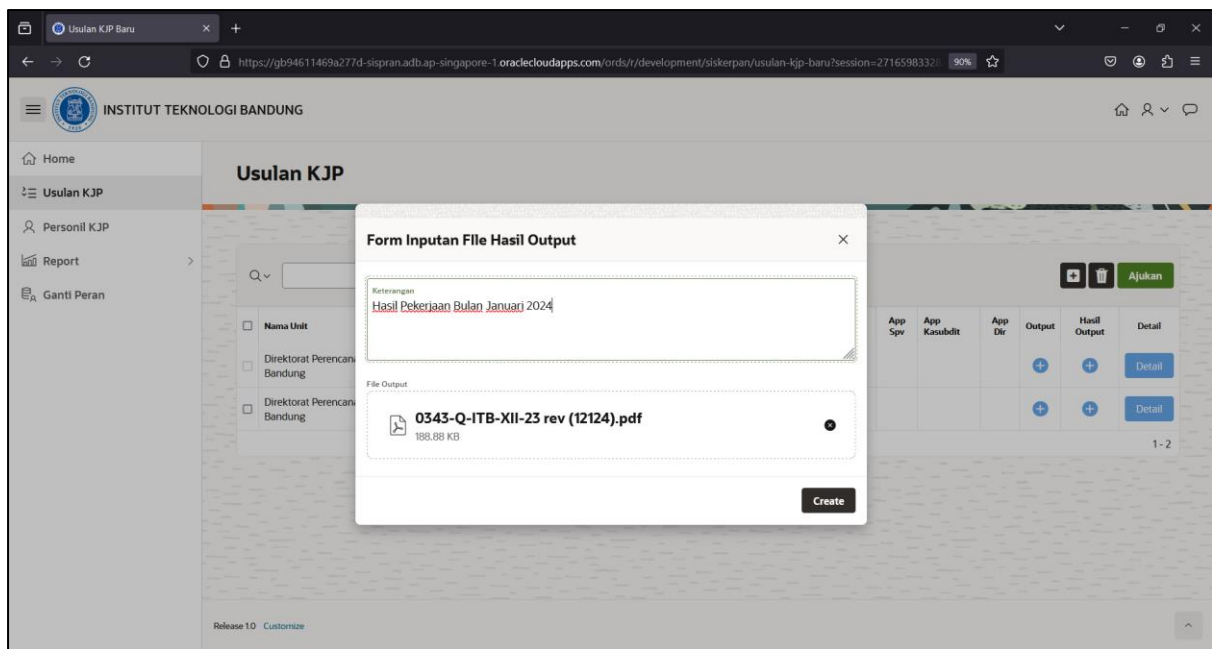 Usulan KJP Baru
https://gb94611469a277d-sispran.adb.ap-singapore-1.oraclecloudapps.com/ords/r/development/siskerpan/usulan-kjp-baru?session=2716598332
90%
INSTITUT TEKNOLOGI BANDUNG
Home
Usulan KJP
Personil KJP
Report
Ganti Peran
Usulan KJP
Form Inputan FIle Hasil Output
Keterangan
Hasil Pekerjaan Bulan Januari 2024
File Output
0343-Q-ITB-XII-23 rev (12124).pdf
188.88 KB
Create
Ajukan
Nama Unit
App Spv
App Kasubdit
App Dir
Output
Hasil Output
Detail
Direktorat Perencana
Bandung
Detail
Direktorat Perencana
Bandung
Detail
1 - 2
Release 1.0 Customize